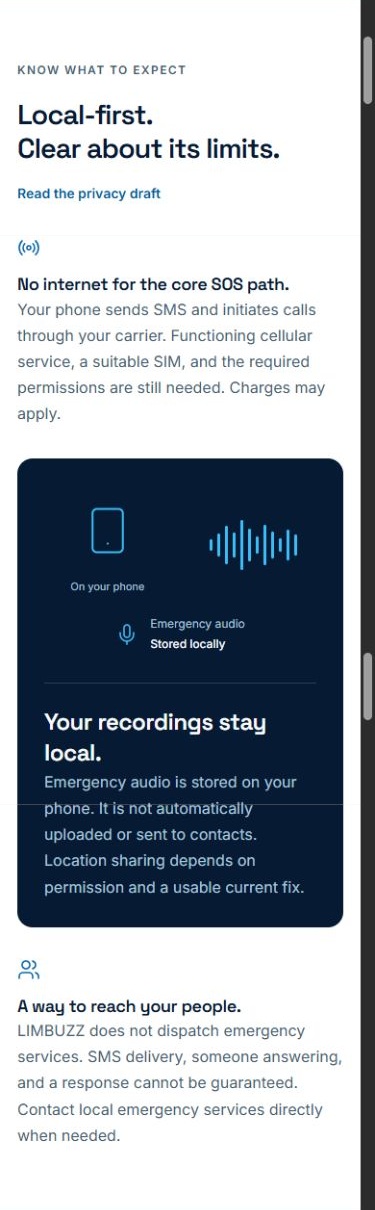 KNOW WHAT TO EXPECT
Local-first.
Clear about its limits.
Read the privacy draft
No internet for the core SOS path.
Your phone sends SMS and initiates calls
through your carrier. Functioning cellular
service, a suitable SIM, and the required
permissions are still needed. Charges may
apply.
On your phone
Emergency audio
Stored locally
Your recordings stay
local.
Emergency audio is stored on your
phone. It is not automatically
uploaded or sent to contacts.
Location sharing depends on
permission and a usable current fix.
A way to reach your people.
LIMBUZZ does not dispatch emergency
services. SMS delivery, someone answering,
and a response cannot be guaranteed.
Contact local emergency services directly
when needed.